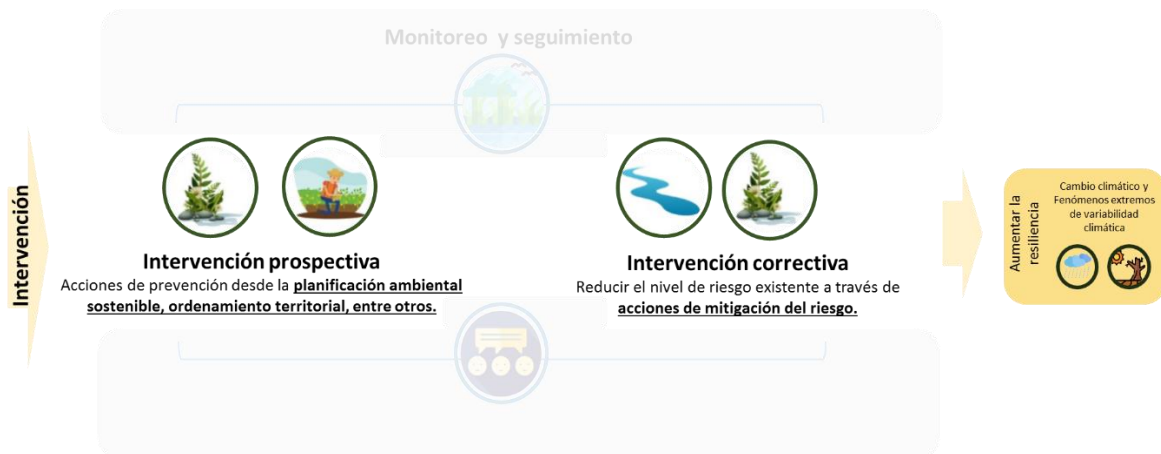 Monitoreo y seguimiento
Intervención
Intervención prospectiva
Acciones de prevención desde la planificación ambiental
sostenible, ordenamiento territorial, entre otros.
Intervención correctiva
Reducir el nivel de riesgo existente a través de
acciones de mitigación del riesgo.
Aumentar la
resiliencia
Cambio climático y
Fenómenos extremos
de variabilidad
climática